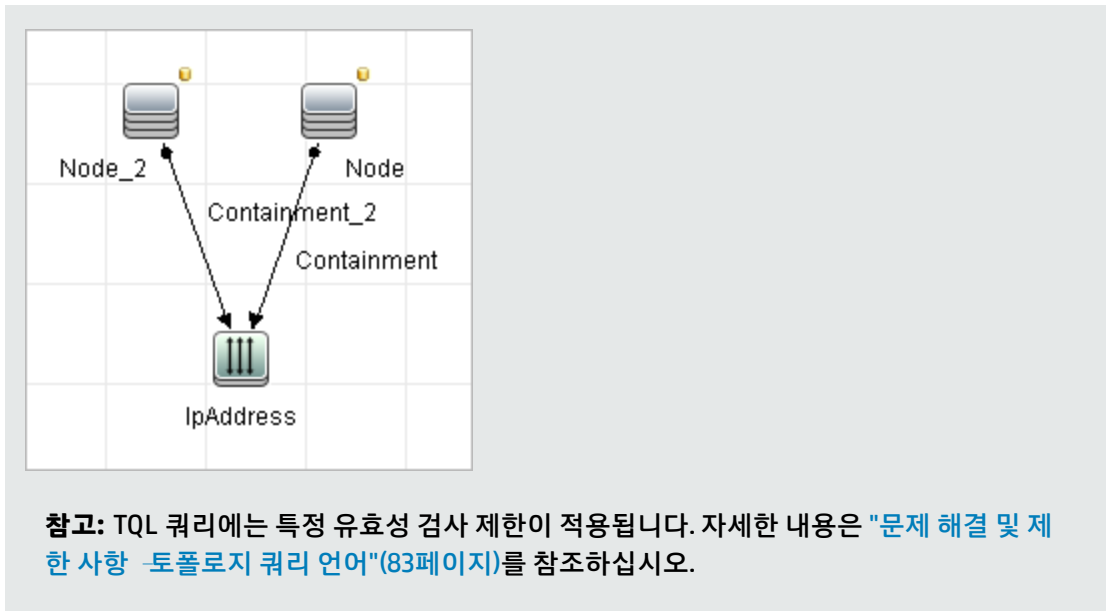 Node_2
Node
Containment_2
Containment
IpAddress
참고: TQL 쿼리에는 특정 유효성 검사 제한이 적용됩니다. 자세한 내용은 "문제 해결 및 제
한 사항 –토폴로지 쿼리 언어"(83페이지)를 참조하십시오.